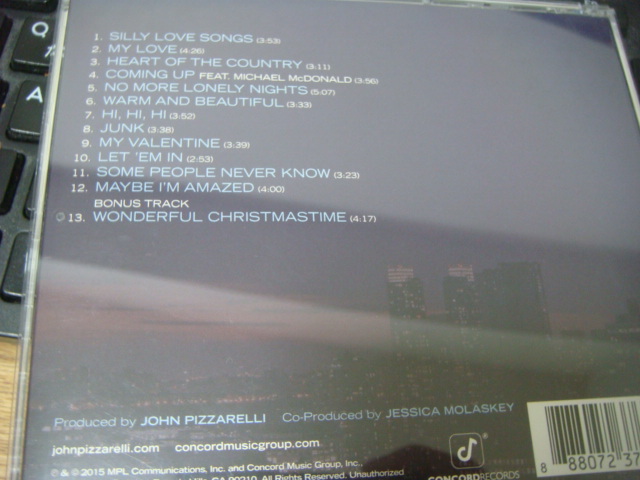 Q
A
1. SILLY LOVE SONGS (3:53)
2. MY LOVE (4:26)
3. HEART OF THE COUNTRY (3:11)
4. COMING UP FEAT. MICHAEL McDONALD (3:56)
5. NO MORE LONELY NIGHTS (5:07)
6. WARM AND BEAUTIFUL (3:33)
7. HI, HI, HI (3:52)
8. JUNK (3:38)
9. MY VALENTINE (3:39)
10. LET 'EM IN (2:53)
11. SOME PEOPLE NEVER KNOW (3:23)
12. MAYBE I'M AMAZED (4:00)
BONUS TRACK
13. WONDERFUL CHRISTMASTIME (4:17)
Produced by JOHN PIZZARELLI Co-Produced by JESSICA MOLASKEY
johnpizzarelli.com concordmusicgroup.com
℗ & © 2015 MPL Communications, Inc. and Concord Music Group, Inc.,
CA 90210. All Rights Reserved. Unauthorized
CONCORD RECORDS
8 88072 37